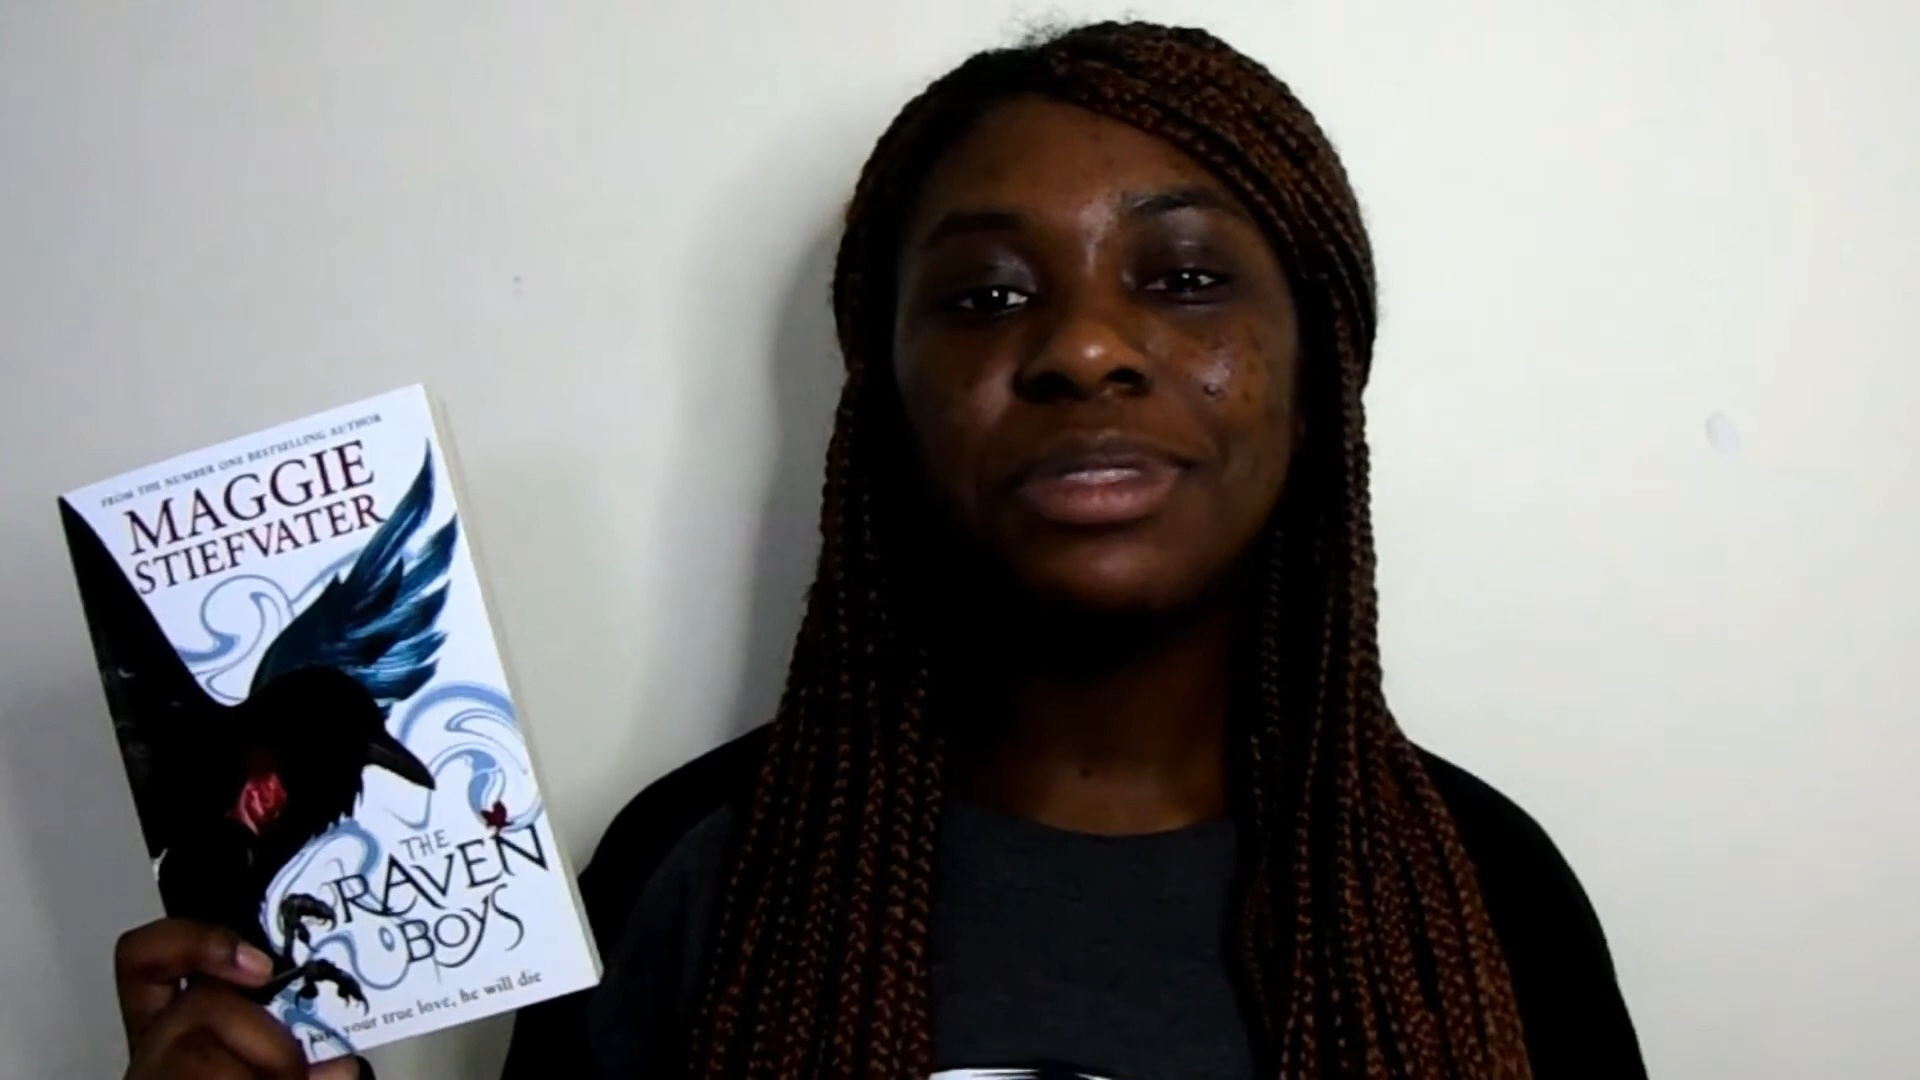 FROM THE NUMBER ONE BESTSELLING AUTHOR
MAGGIE
STIEFVATER
THE
RAVEN
BOYS
your true love, he will die